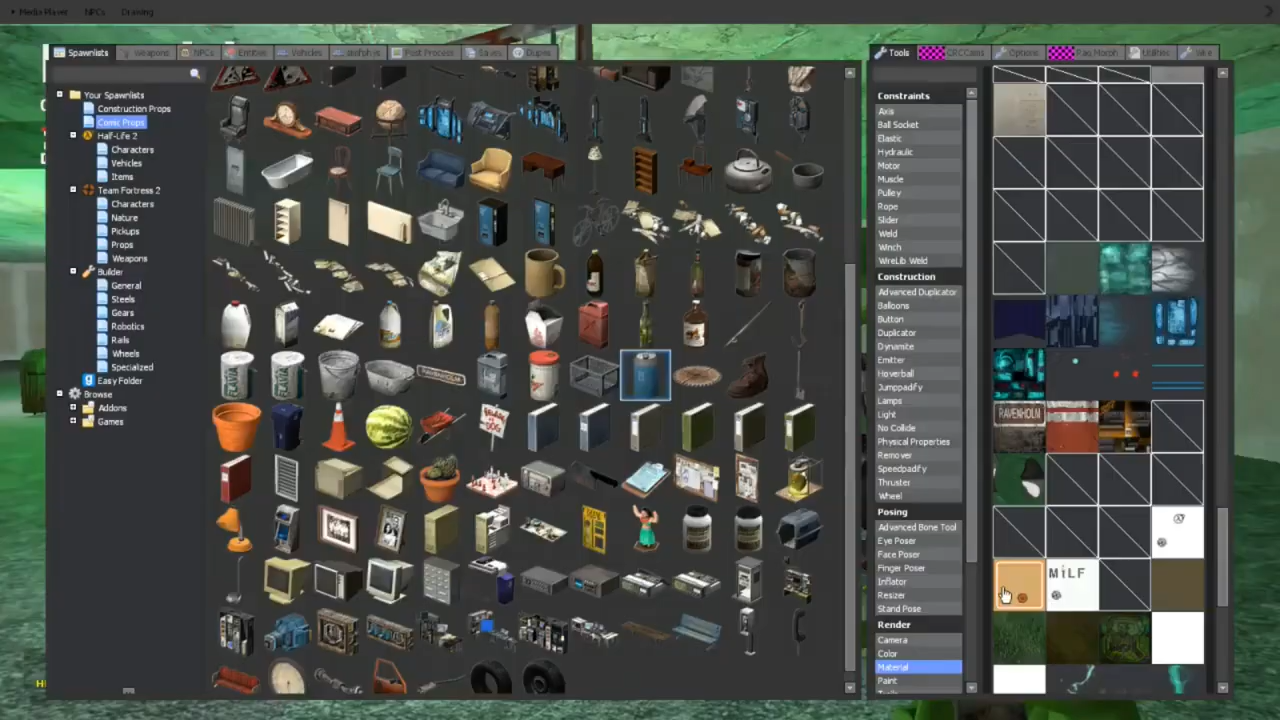 Media Player NPCs Drawing
Spawnlists Weapons NPCs Entities Vehicles Post Process Saves Dupes
Tools Options Rag Morph Utilities Wire
Your Spawnlists
Construction Props
Comic Props
Half-Life 2
Characters
Vehicles
Items
Team Fortress 2
Characters
Nature
Pickups
Props
Weapons
Builder
General
Steels
Gears
Robotics
Rails
Wheels
Specialized
Easy Folder
Browse
Addons
Games
RAVENHOLM
Constraints
Axis
Ball Socket
Elastic
Hydraulic
Motor
Muscle
Pulley
Rope
Slider
Weld
Winch
WireLib Weld
Construction
Advanced Duplicator
Balloons
Button
Duplicator
Dynamite
Emitter
Hoverball
Jumppadify
Lamps
Light
No Collide
Physical Properties
Remover
Speedpadify
Thruster
Wheel
Posing
Advanced Bone Tool
Eye Poser
Face Poser
Finger Poser
Inflator
Resizer
Stand Pose
Render
Camera
Color
Material
Paint
RAVENHOLM
MiLF